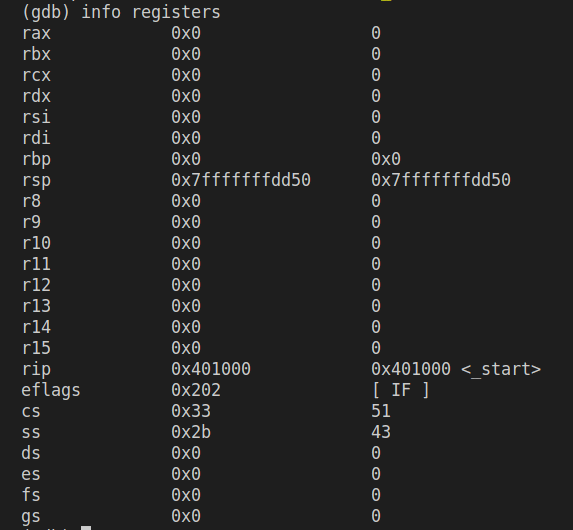 (gdb) info registers
rax 0x0 0
rbx 0x0 0
rcx 0x0 0
rdx 0x0 0
rsi 0x0 0
rdi 0x0 0
rbp 0x0 0x0
rsp 0x7fffffffdd50 0x7fffffffdd50
r8 0x0 0
r9 0x0 0
r10 0x0 0
r11 0x0 0
r12 0x0 0
r13 0x0 0
r14 0x0 0
r15 0x0 0
rip 0x401000 0x401000 <_start>
eflags 0x202 [ IF ]
cs 0x33 51
ss 0x2b 43
ds 0x0 0
es 0x0 0
fs 0x0 0
gs 0x0 0